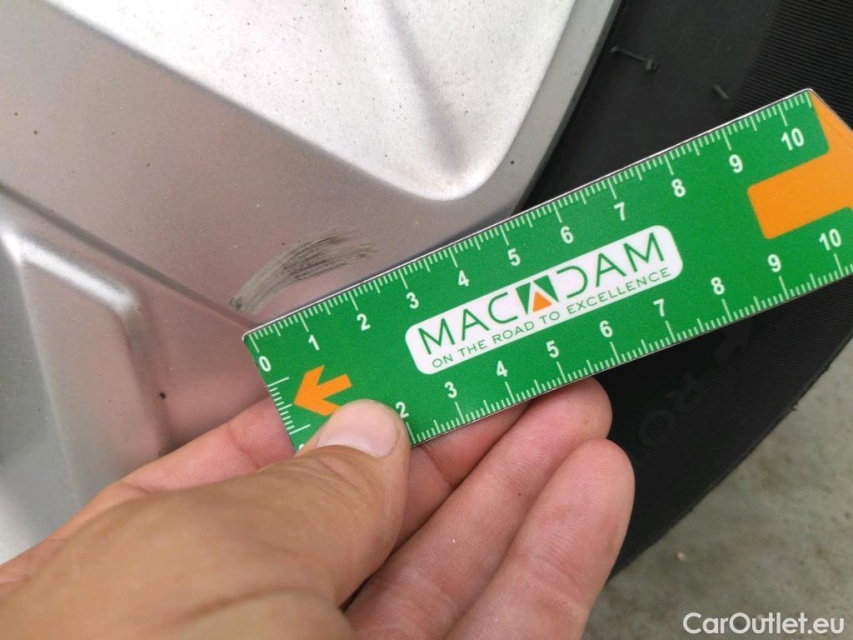 0 1 2 3 4 5 6 7 8 9 10
MACADAM
ON THE ROAD TO EXCELLENCE
2 3 4 5 6 7 8 9 10
CarOutlet.eu